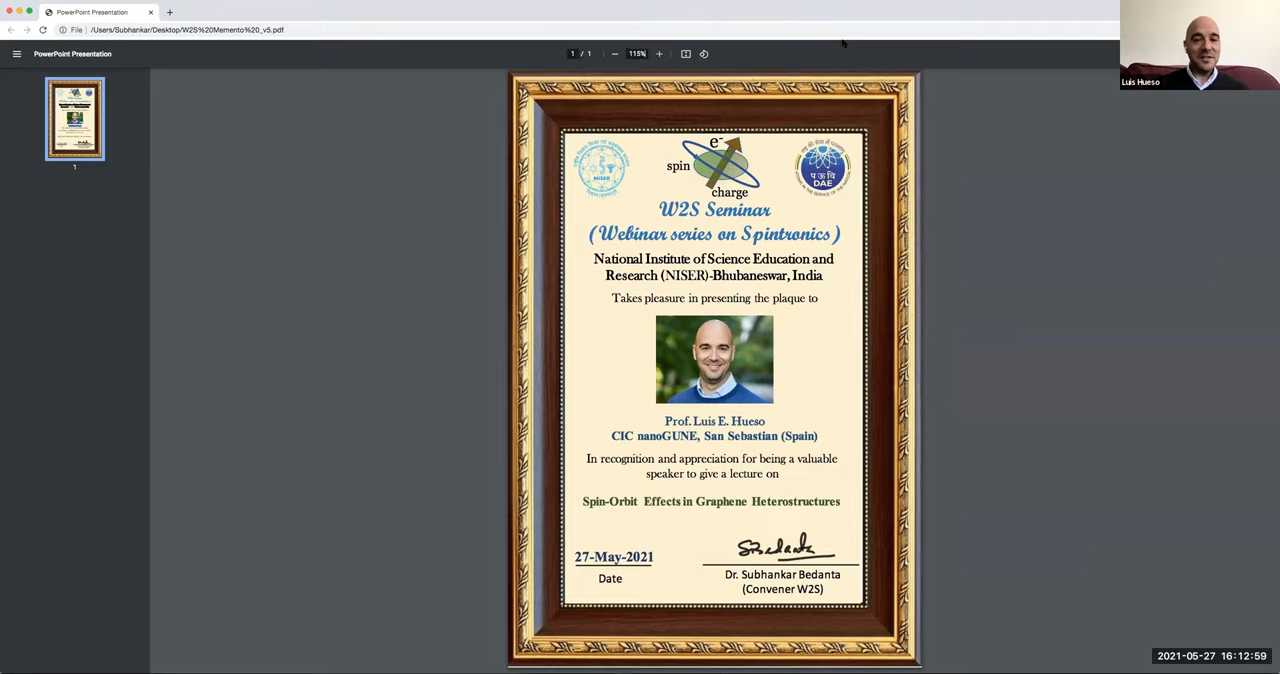 PowerPoint Presentation
File
/Users/Subhankar/Desktop/W2S%20Memento%20_v5.pdf
PowerPoint Presentation
1 / 1
115%
Luis Hueso
1
e-
spin
charge
NISER
DAE
W2S Seminar
(Webinar series on Spintronics)
National Institute of Science Education and
Research (NISER)-Bhubaneswar, India
Takes pleasure in presenting the plaque to
Prof. Luis E. Hueso
CIC nanoGUNE, San Sebastian (Spain)
In recognition and appreciation for being a valuable
speaker to give a lecture on
Spin-Orbit Effects in Graphene Heterostructures
27-May-2021
Date
SBedanta
Dr. Subhankar Bedanta
(Convener W2S)
2021-05-27 16:12:59